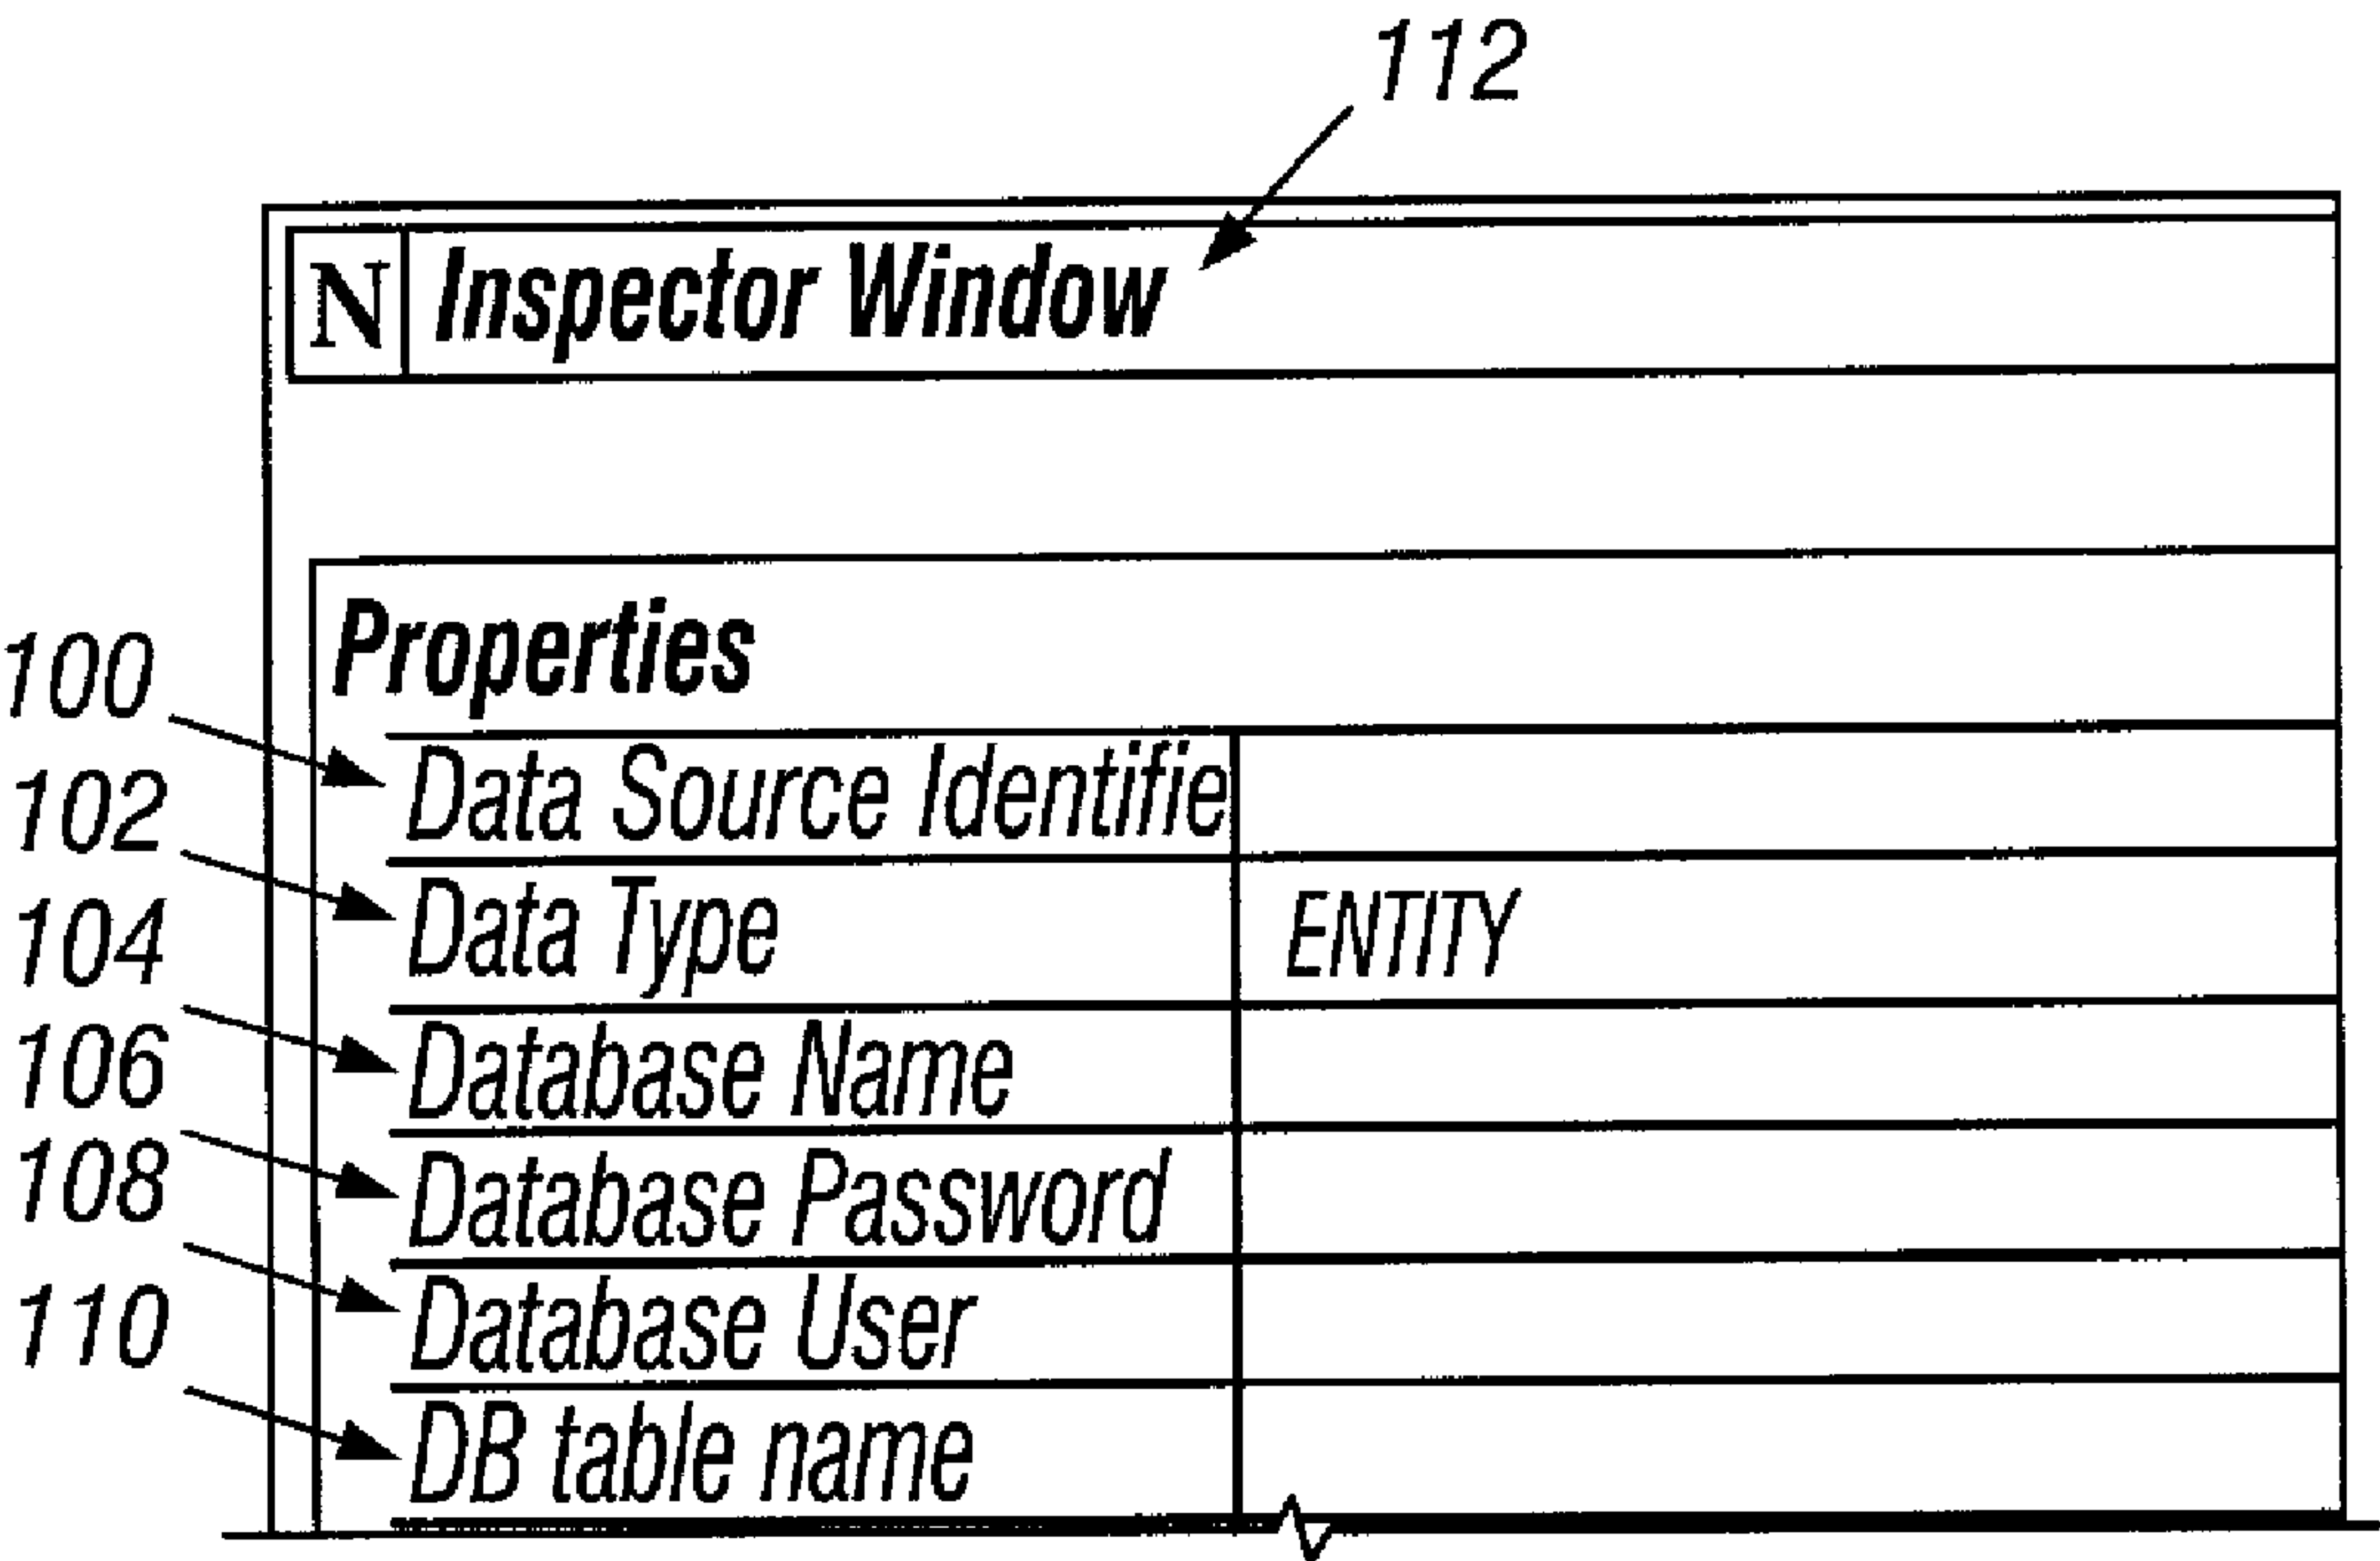 112
N Inspector Window
Properties
100 Data Source Identifie
102 Data Type ENTITY
104 Database Name
106 Database Password
108 Database User
110 DB table name